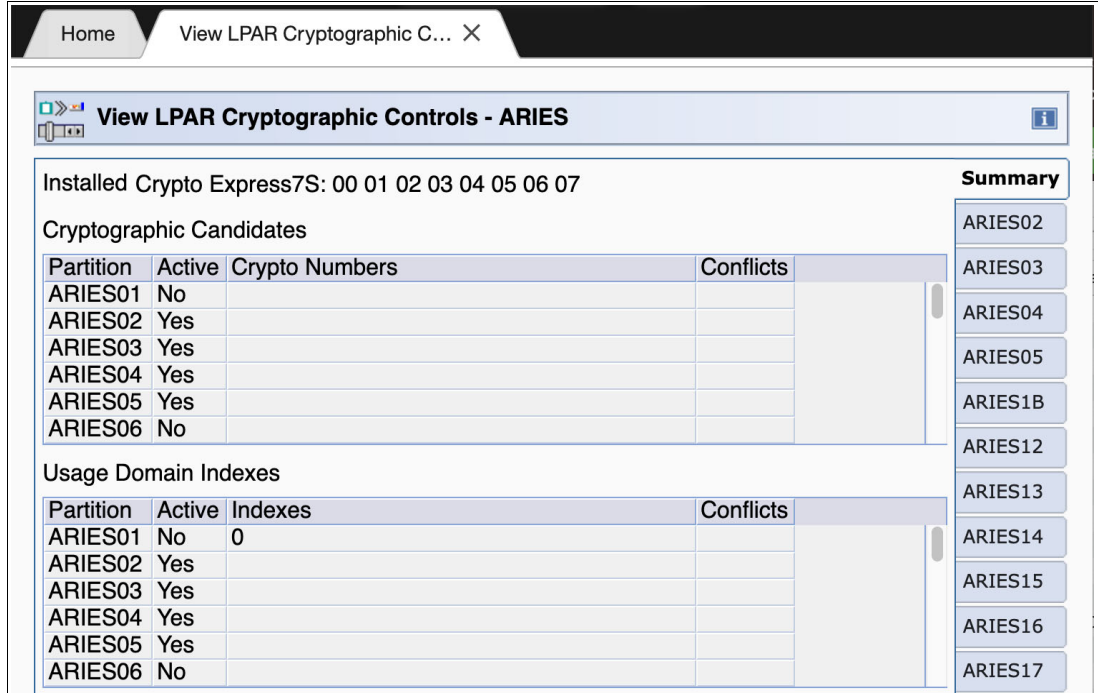 Home
View LPAR Cryptographic C...
View LPAR Cryptographic Controls - ARIES
Installed Crypto Express7S: 00 01 02 03 04 05 06 07
Cryptographic Candidates
Partition Active Crypto Numbers Conflicts
ARIES01 No
ARIES02 Yes
ARIES03 Yes
ARIES04 Yes
ARIES05 Yes
ARIES06 No
Usage Domain Indexes
Partition Active Indexes Conflicts
ARIES01 No 0
ARIES02 Yes
ARIES03 Yes
ARIES04 Yes
ARIES05 Yes
ARIES06 No
Summary
ARIES02
ARIES03
ARIES04
ARIES05
ARIES1B
ARIES12
ARIES13
ARIES14
ARIES15
ARIES16
ARIES17